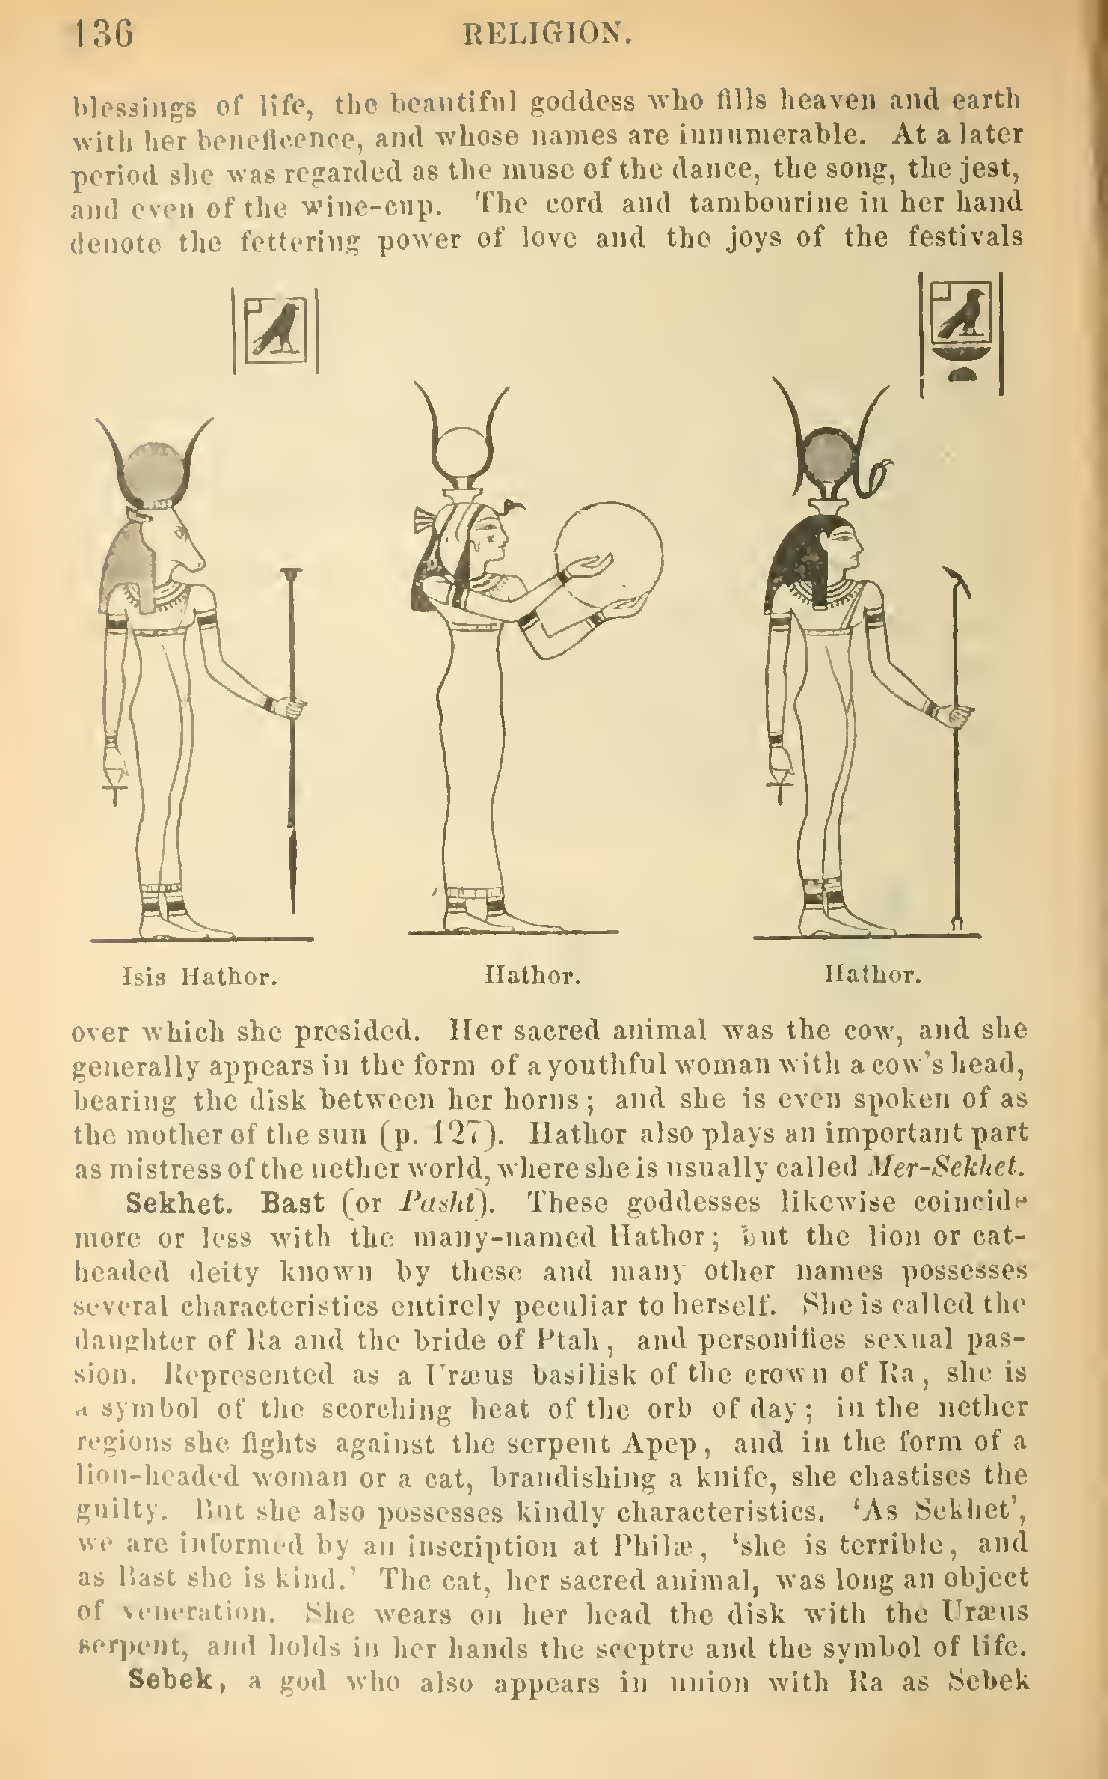 136
RELIGION.
blessings of life, the beautiful goddess who fills heaven and earth
with her beneficence, and whose names are innumerable. At a later
period she was regarded as the muse of the dance, the song, the jest,
and even of the wine-cup. The cord and tambourine in her hand
denote the fettering power of love and the joys of the festivals
Isis Hathor.
Hathor.
Hathor.
over which she presided. Her sacred animal was the cow, and she
generally appears in the form of a youthful woman with a cow's head,
bearing the disk between her horns; and she is even spoken of as
the mother of the sun (p. 127). Hathor also plays an important part
as mistress of the nether world, where she is usually called Mer-Sekhet.
Sekhet. Bast (or Pasht). These goddesses likewise coincide
more or less with the many-named Hathor; but the lion or cat-
headed deity known by these and many other names possesses
several characteristics entirely peculiar to herself. She is called the
daughter of Ra and the bride of Ptah, and personifies sexual pas-
sion. Represented as a Uræus basilisk of the crown of Ra, she is
a symbol of the scorching heat of the orb of day; in the nether
regions she fights against the serpent Apep, and in the form of a
lion-headed woman or a cat, brandishing a knife, she chastises the
guilty. But she also possesses kindly characteristics. 'As Sekhet',
we are informed by an inscription at Philæ, 'she is terrible, and
as Bast she is kind.' The cat, her sacred animal, was long an object
of veneration. She wears on her head the disk with the Uræus
serpent, and holds in her hands the sceptre and the symbol of life.
Sebek, a god who also appears in union with Ra as Sebek